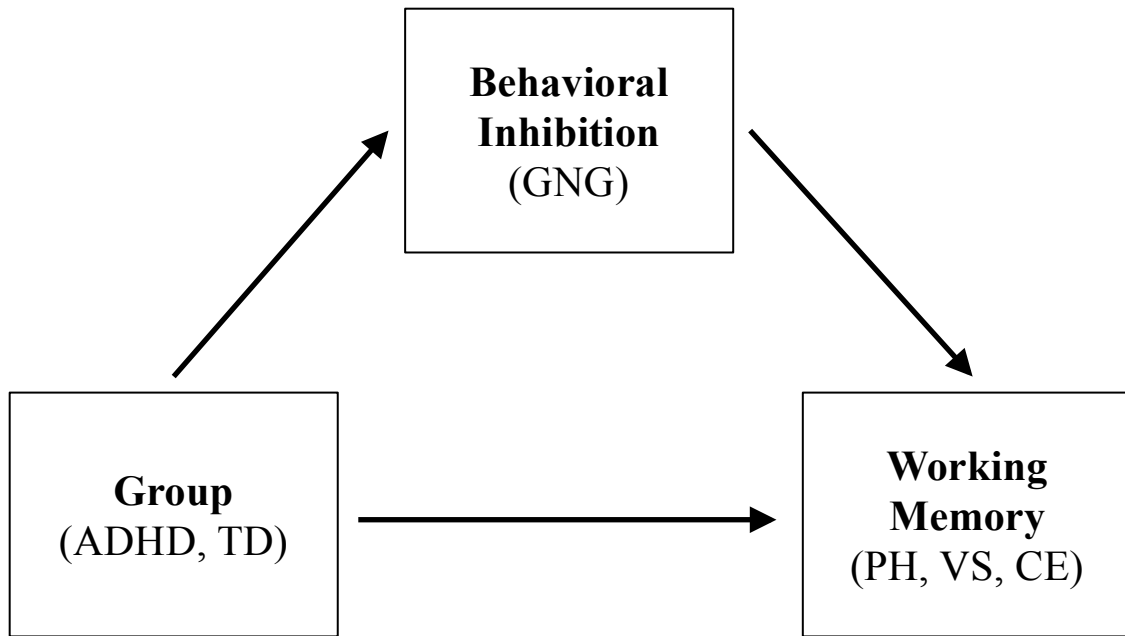 Behavioral
Inhibition
(GNG)
Group
(ADHD, TD)
Working
Memory
(PH, VS, CE)